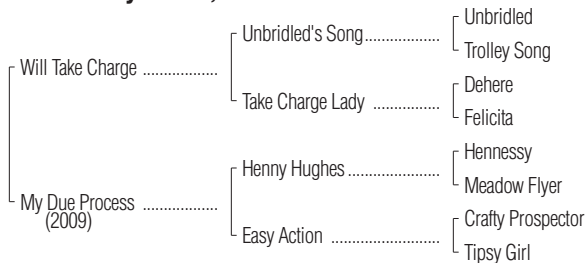 Unbridled
Unbridled's Song
Trolley Song
Will Take Charge
Dehere
Take Charge Lady
Felicita
Hennessy
Henny Hughes
Meadow Flyer
My Due Process
(2009)
Crafty Prospector
Easy Action
Tipsy Girl